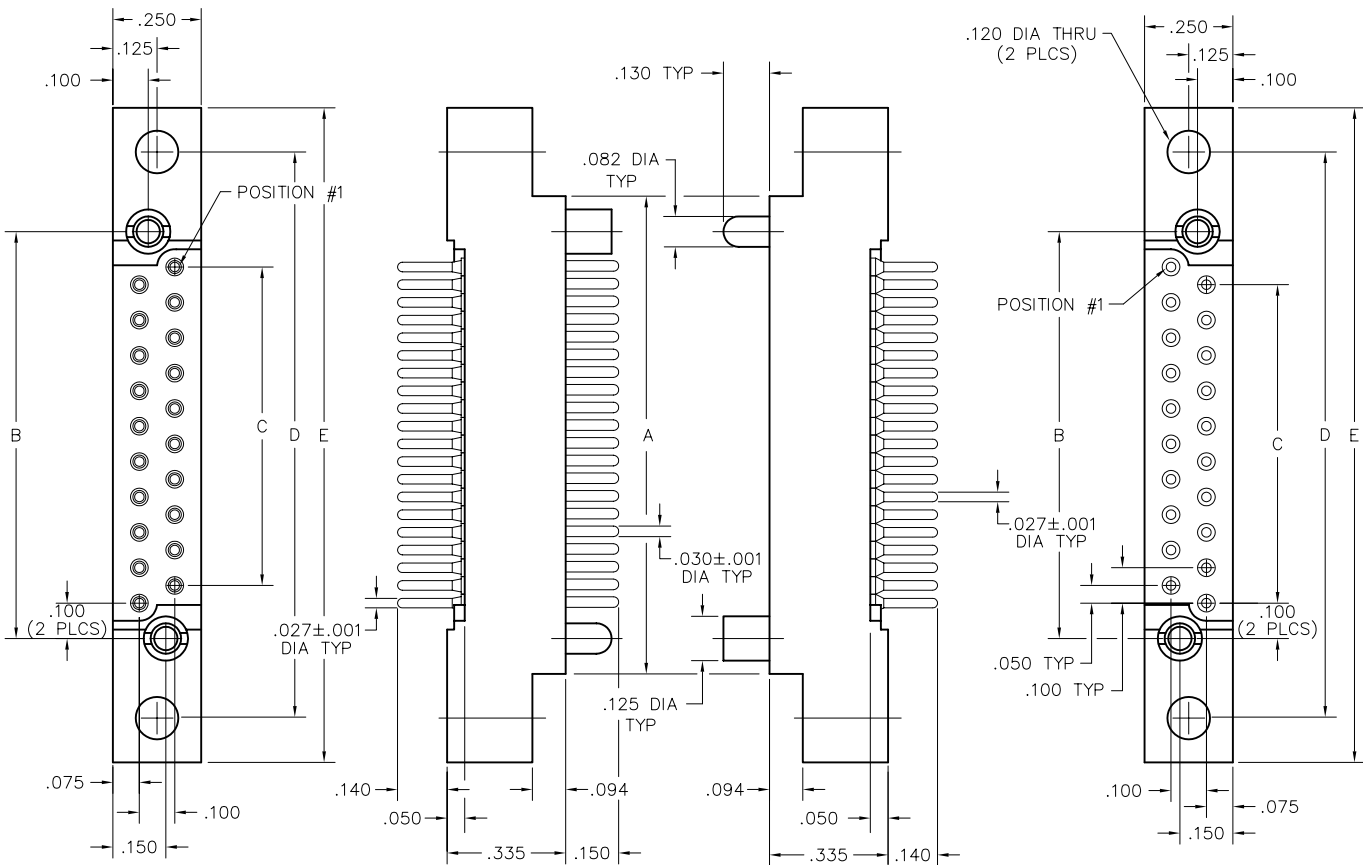 .250
.125
.100
POSITION #1
B
C
D
E
.100
(2 PLCS)
.075
.100
.150
.027±.001
DIA TYP
.140
.050
.335
.094
.150
A
.030±.001
DIA TYP
.130 TYP
.082 DIA
TYP
.125 DIA
TYP
.094
.050
.335
.140
.027±.001
DIA TYP
.120 DIA THRU
(2 PLCS)
.250
.125
.100
POSITION #1
B
C
D
E
.100
(2 PLCS)
.050 TYP
.100 TYP
.100
.075
.150